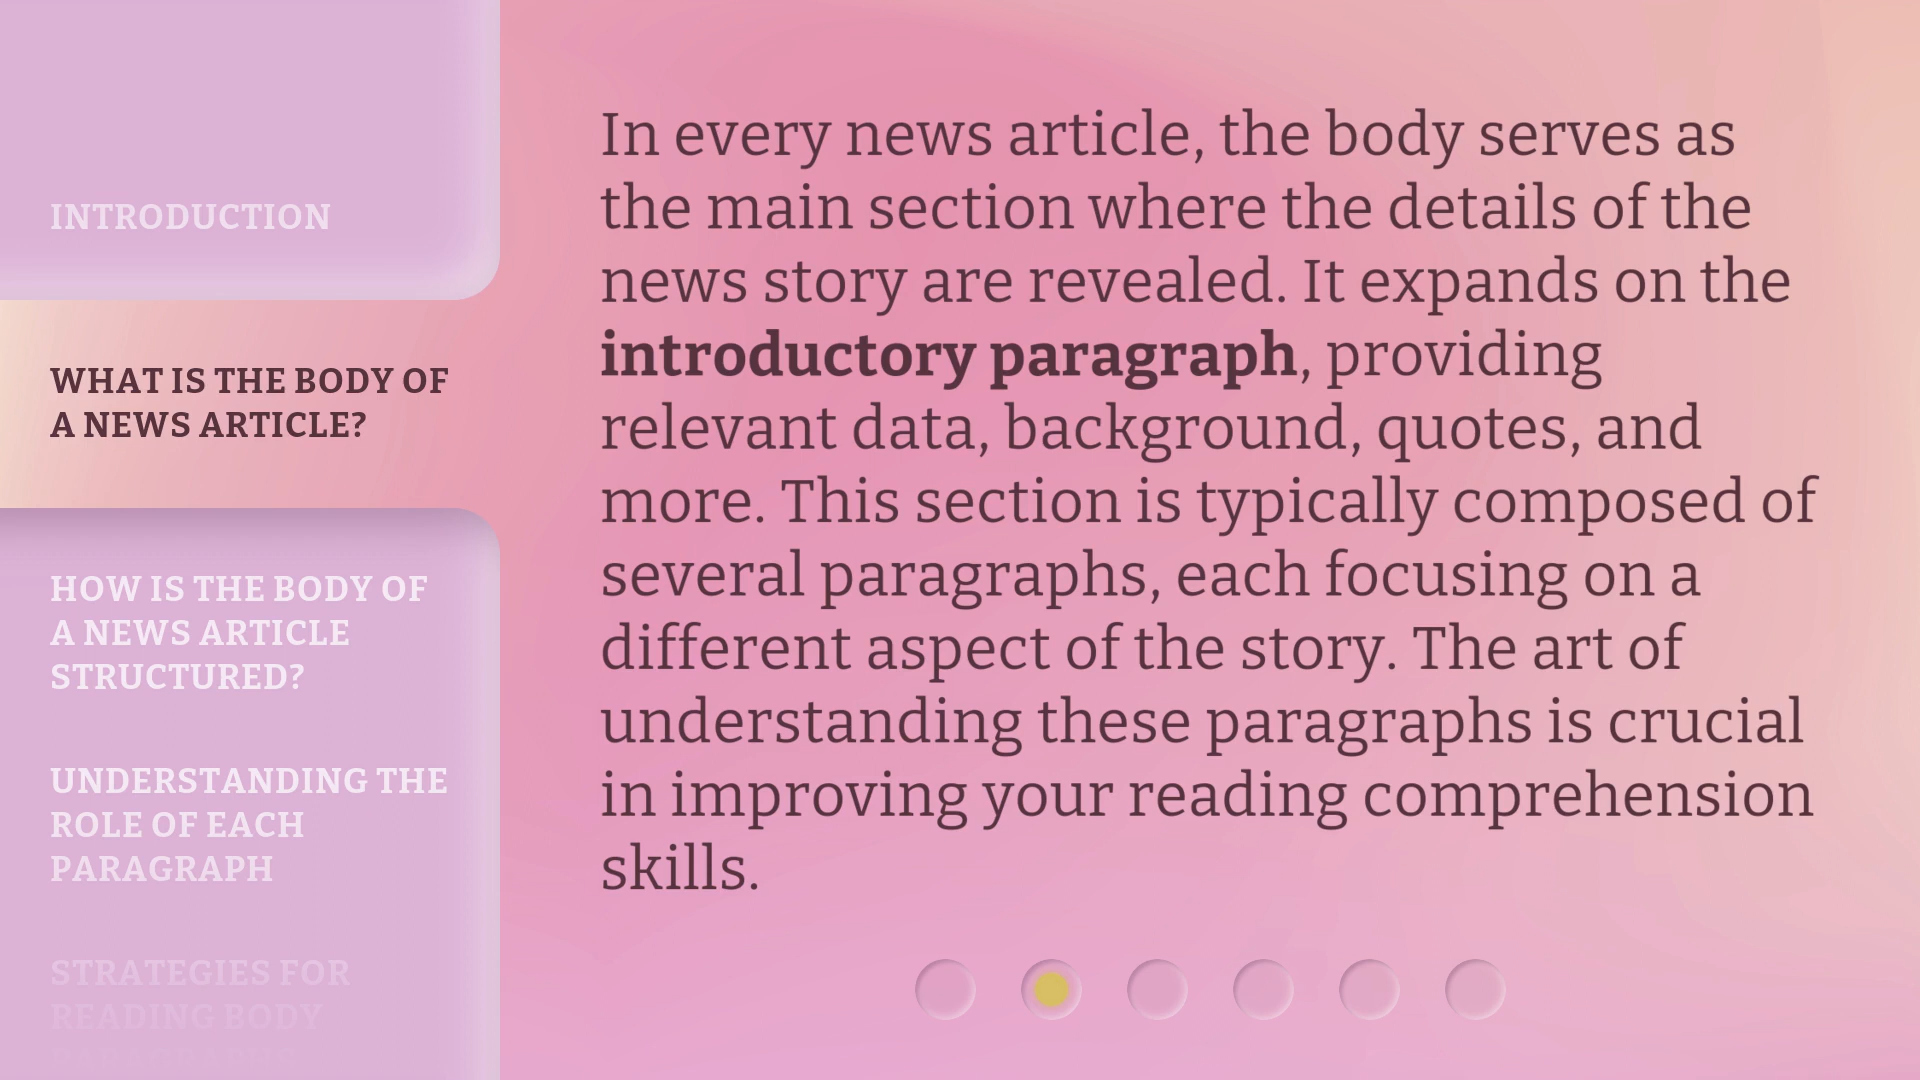 INTRODUCTION
WHAT IS THE BODY OF
A NEWS ARTICLE?
HOW IS THE BODY OF
A NEWS ARTICLE
STRUCTURED?
UNDERSTANDING THE
ROLE OF EACH
PARAGRAPH
STRATEGIES FOR
READING BODY
PARAGRAPHS
In every news article, the body serves as
the main section where the details of the
news story are revealed. It expands on the
introductory paragraph, providing
relevant data, background, quotes, and
more. This section is typically composed of
several paragraphs, each focusing on a
different aspect of the story. The art of
understanding these paragraphs is crucial
in improving your reading comprehension
skills.